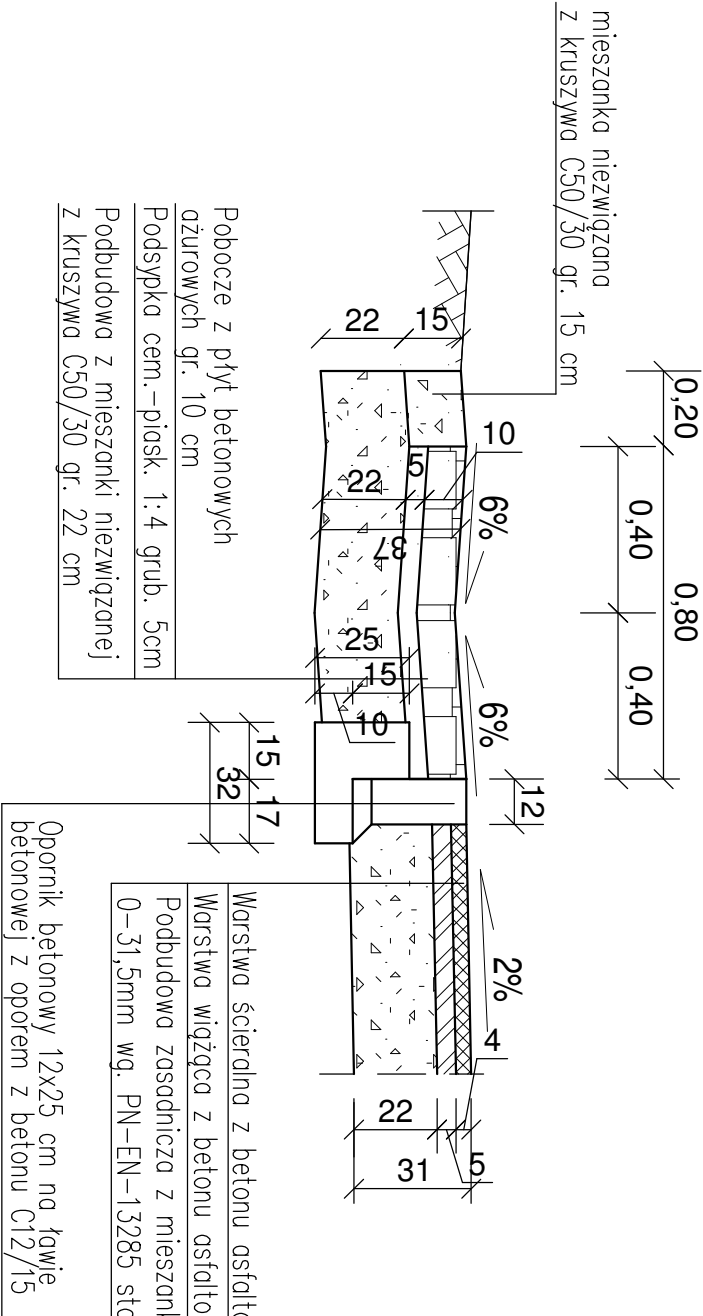 mieszanka niezwiązana
z kruszywa C50/30 gr. 15 cm
0,20
0,80
0,40
0,40
22
15
10
5
6%
22
37
6%
25
15
10
12
15
17
32
2%
4
22
5
31
Pobocze z płyt betonowych
ażurowych gr. 10 cm
Podsypka cem.-piask. 1:4 grub. 5cm
Podbudowa z mieszanki niezwiązanej
z kruszywa C50/30 gr. 22 cm
Warstwa ścieralna z betonu asfalto
Warstwa wiążąca z betonu asfalto
Podbudowa zasadnicza z mieszank
0-31,5mm wg. PN-EN-13285 sta
Opornik betonowy 12x25 cm na ławie
betonowej z oporem z betonu C12/15